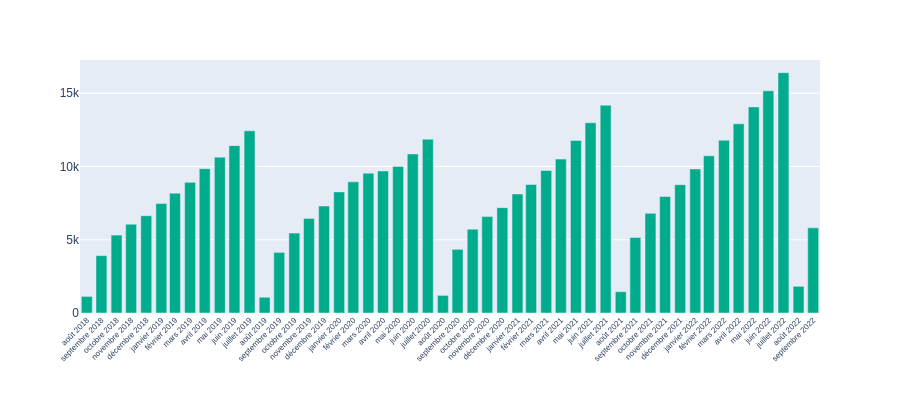 15k
10k
5k
0
août 2018
septembre 2018
octobre 2018
novembre 2018
décembre 2018
janvier 2019
février 2019
mars 2019
avril 2019
mai 2019
juin 2019
juillet 2019
août 2019
septembre 2019
octobre 2019
novembre 2019
décembre 2019
janvier 2020
février 2020
mars 2020
avril 2020
mai 2020
juin 2020
juillet 2020
août 2020
septembre 2020
octobre 2020
novembre 2020
décembre 2020
janvier 2021
février 2021
mars 2021
avril 2021
mai 2021
juin 2021
juillet 2021
août 2021
septembre 2021
octobre 2021
novembre 2021
décembre 2021
janvier 2022
février 2022
mars 2022
avril 2022
mai 2022
juin 2022
juillet 2022
août 2022
septembre 2022